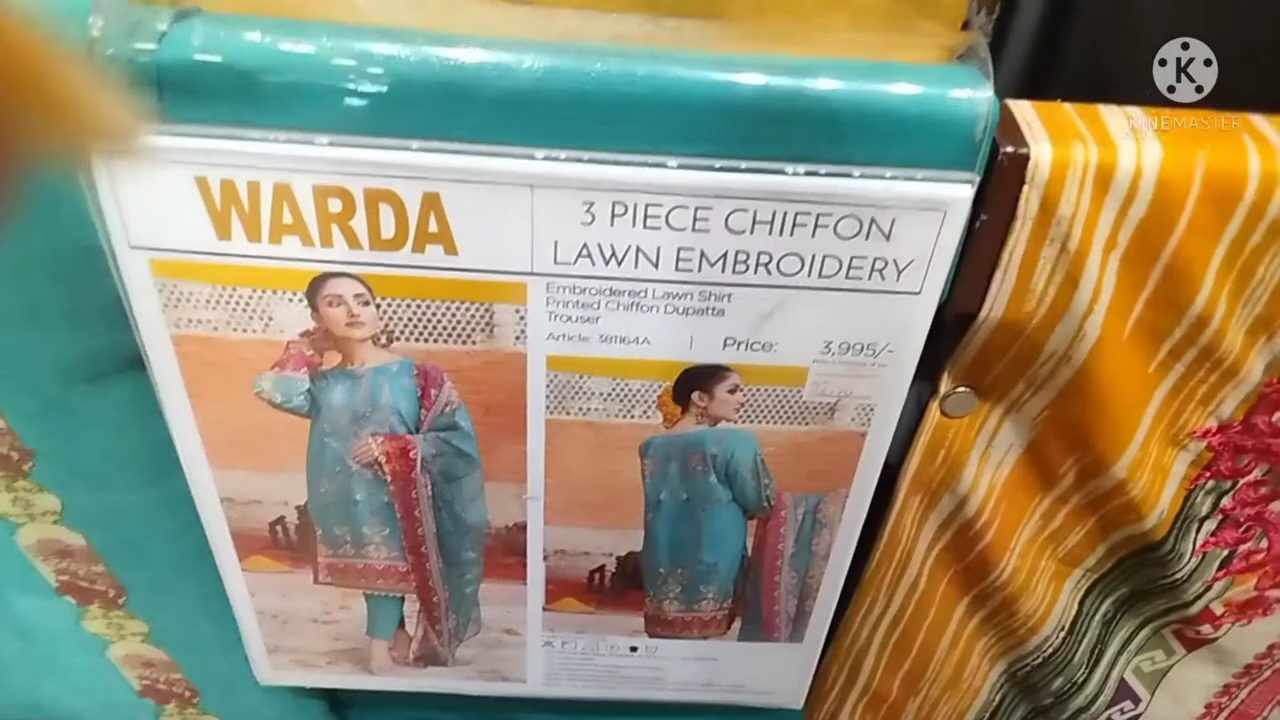 K
KINEMASTER
WARDA
3 PIECE CHIFFON
LAWN EMBROIDERY
Embroidered Lawn Shirt
Printed Chiffon Dupatta
Trouser
Article: 381164A | Price: 3,995/-